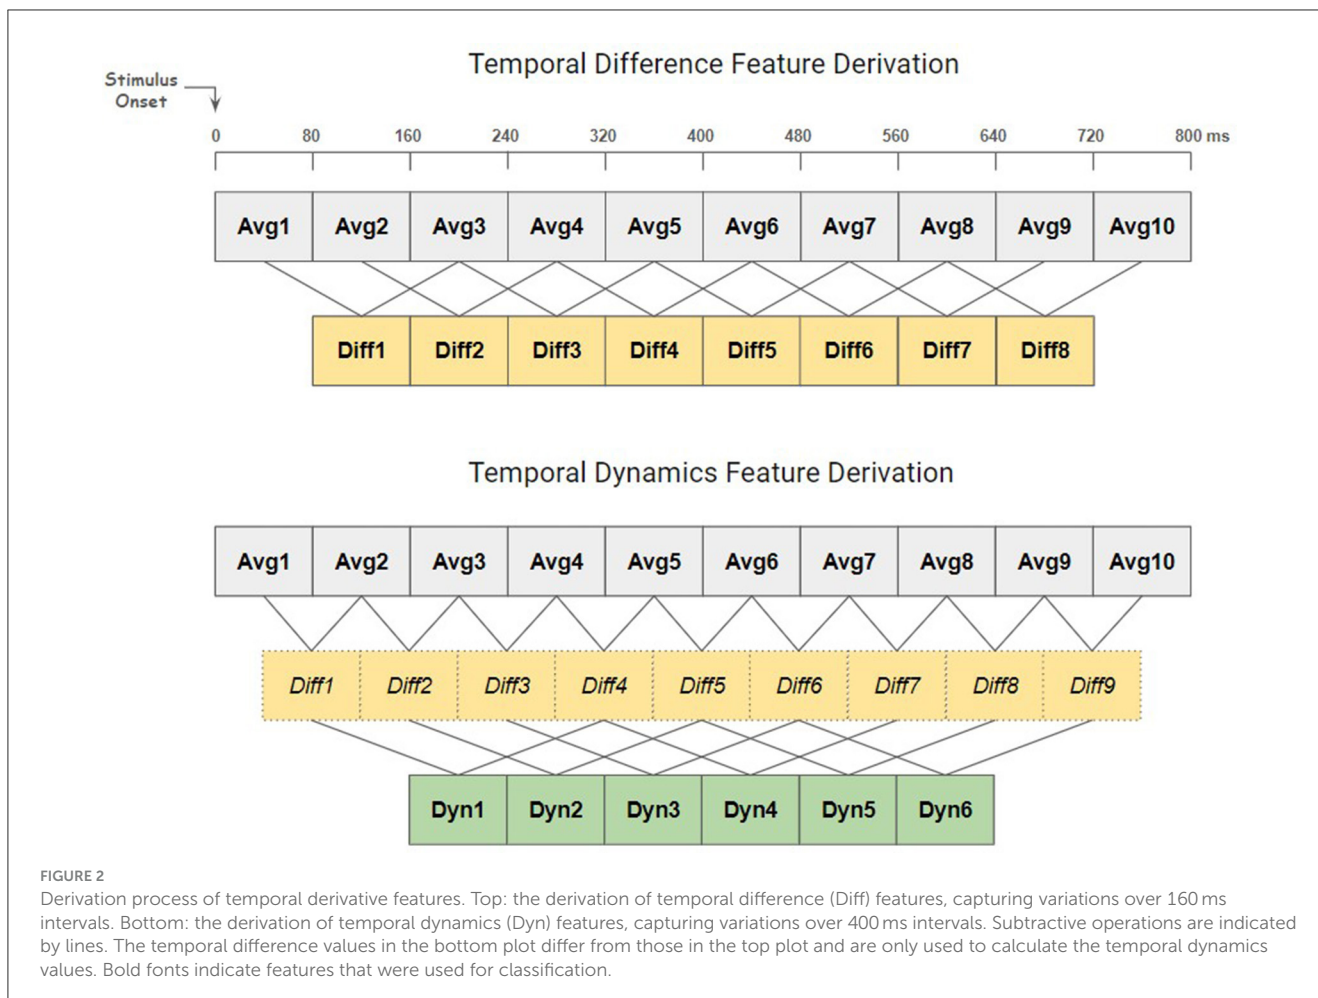 Temporal Difference Feature Derivation
Stimulus
Onset
0 80 160 240 320 400 480 560 640 720 800 ms
Avg1 Avg2 Avg3 Avg4 Avg5 Avg6 Avg7 Avg8 Avg9 Avg10
Diff1 Diff2 Diff3 Diff4 Diff5 Diff6 Diff7 Diff8
Temporal Dynamics Feature Derivation
Avg1 Avg2 Avg3 Avg4 Avg5 Avg6 Avg7 Avg8 Avg9 Avg10
Diff1 Diff2 Diff3 Diff4 Diff5 Diff6 Diff7 Diff8 Diff9
Dyn1 Dyn2 Dyn3 Dyn4 Dyn5 Dyn6
FIGURE 2
Derivation process of temporal derivative features. Top: the derivation of temporal difference (Diff) features, capturing variations over 160 ms
intervals. Bottom: the derivation of temporal dynamics (Dyn) features, capturing variations over 400 ms intervals. Subtractive operations are indicated
by lines. The temporal difference values in the bottom plot differ from those in the top plot and are only used to calculate the temporal dynamics
values. Bold fonts indicate features that were used for classification.